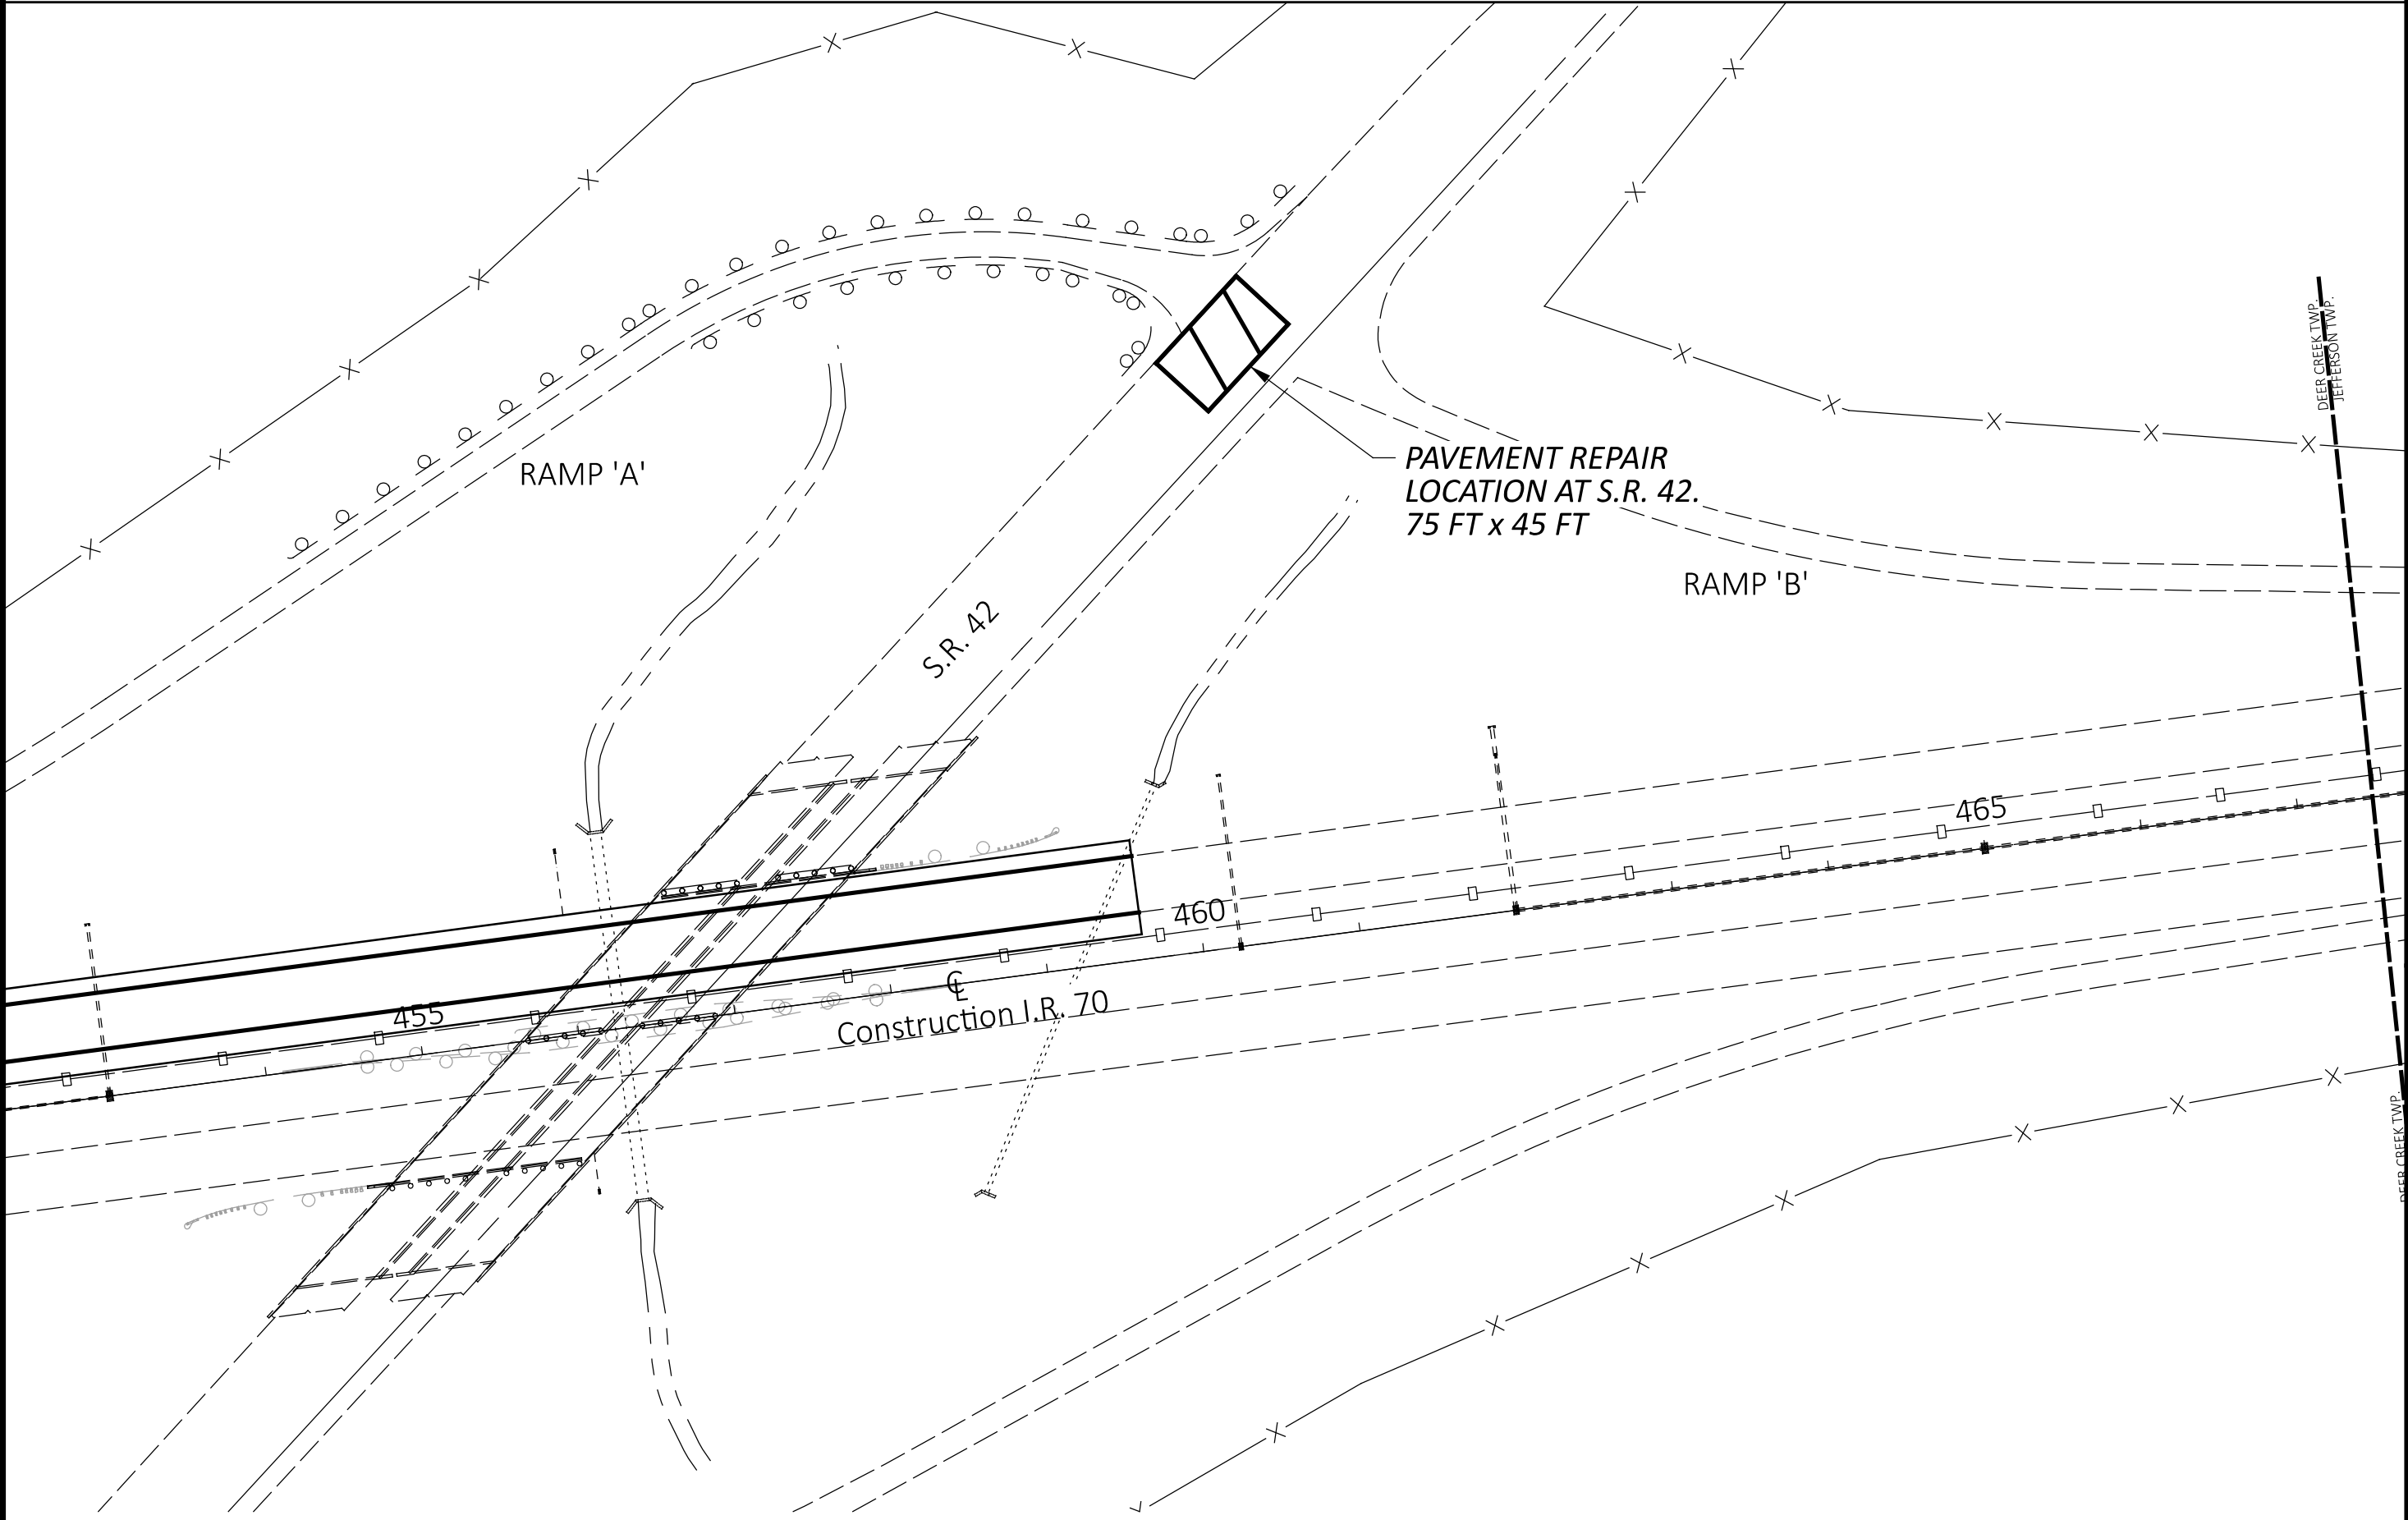 DEER CREEK TWP.
JEFFERSON TWP.
RAMP 'A'
PAVEMENT REPAIR
LOCATION AT S.R. 42.
75 FT x 45 FT
RAMP 'B'
S.R. 42
465
460
455
℄
Construction I.R. 70
DEER CREEK TWP.